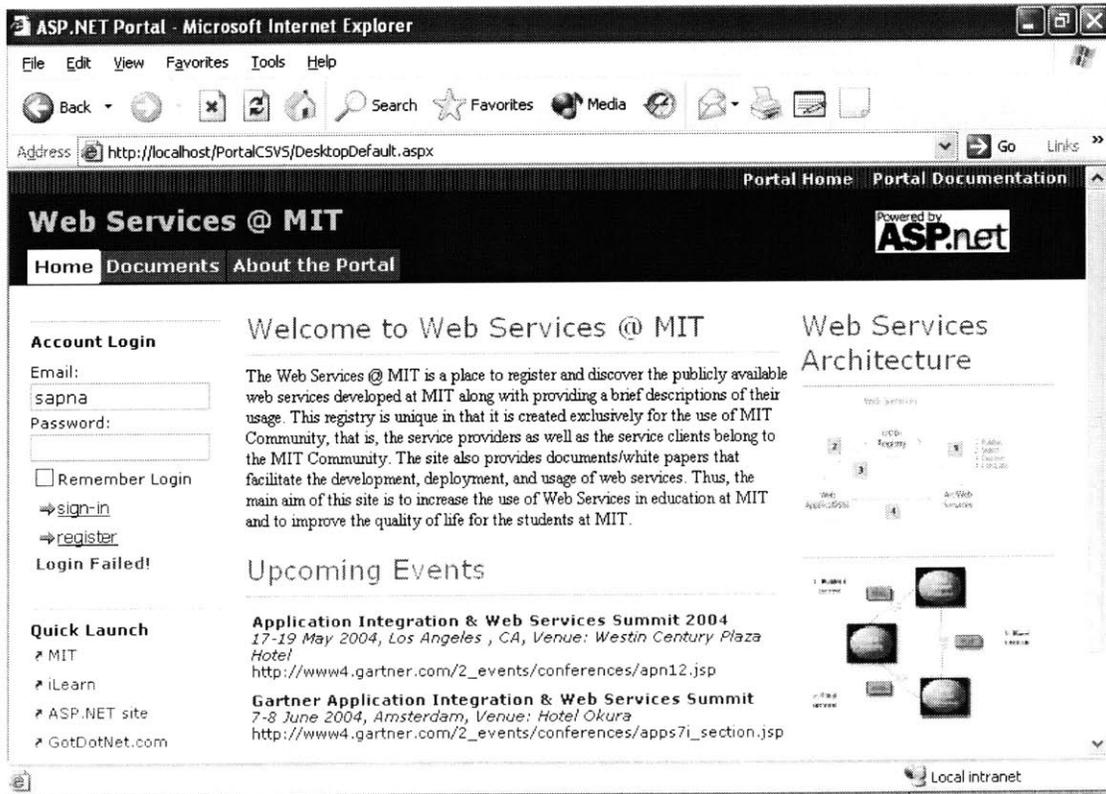 ASP.NET Portal - Microsoft Internet Explorer
File Edit View Favorites Tools Help
Back Search Favorites Media
Address http://localhost/PortalCSVS/DesktopDefault.aspx Go Links »
Portal Home Portal Documentation
Web Services @ MIT
Powered by
ASP.net
Home Documents About the Portal
Account Login
Email:
sapna
Password:
Remember Login
sign-in
register
Login Failed!
Quick Launch
MIT
iLearn
ASP.NET site
GotDotNet.com
Welcome to Web Services @ MIT
The Web Services @ MIT is a place to register and discover the publicly available
web services developed at MIT along with providing a brief descriptions of their
usage. This registry is unique in that it is created exclusively for the use of MIT
Community, that is, the service providers as well as the service clients belong to
the MIT Community. The site also provides documents/white papers that
facilitate the development, deployment, and usage of web services. Thus, the
main aim of this site is to increase the use of Web Services in education at MIT
and to improve the quality of life for the students at MIT.
Upcoming Events
Application Integration & Web Services Summit 2004
17-19 May 2004, Los Angeles , CA, Venue: Westin Century Plaza
Hotel
http://www4.gartner.com/2_events/conferences/apn12.jsp
Gartner Application Integration & Web Services Summit
7-8 June 2004, Amsterdam, Venue: Hotel Okura
http://www4.gartner.com/2_events/conferences/apps7i_section.jsp
Web Services
Architecture
Web Services
Registry
2
3
4
Web
Applications
Services
Local intranet